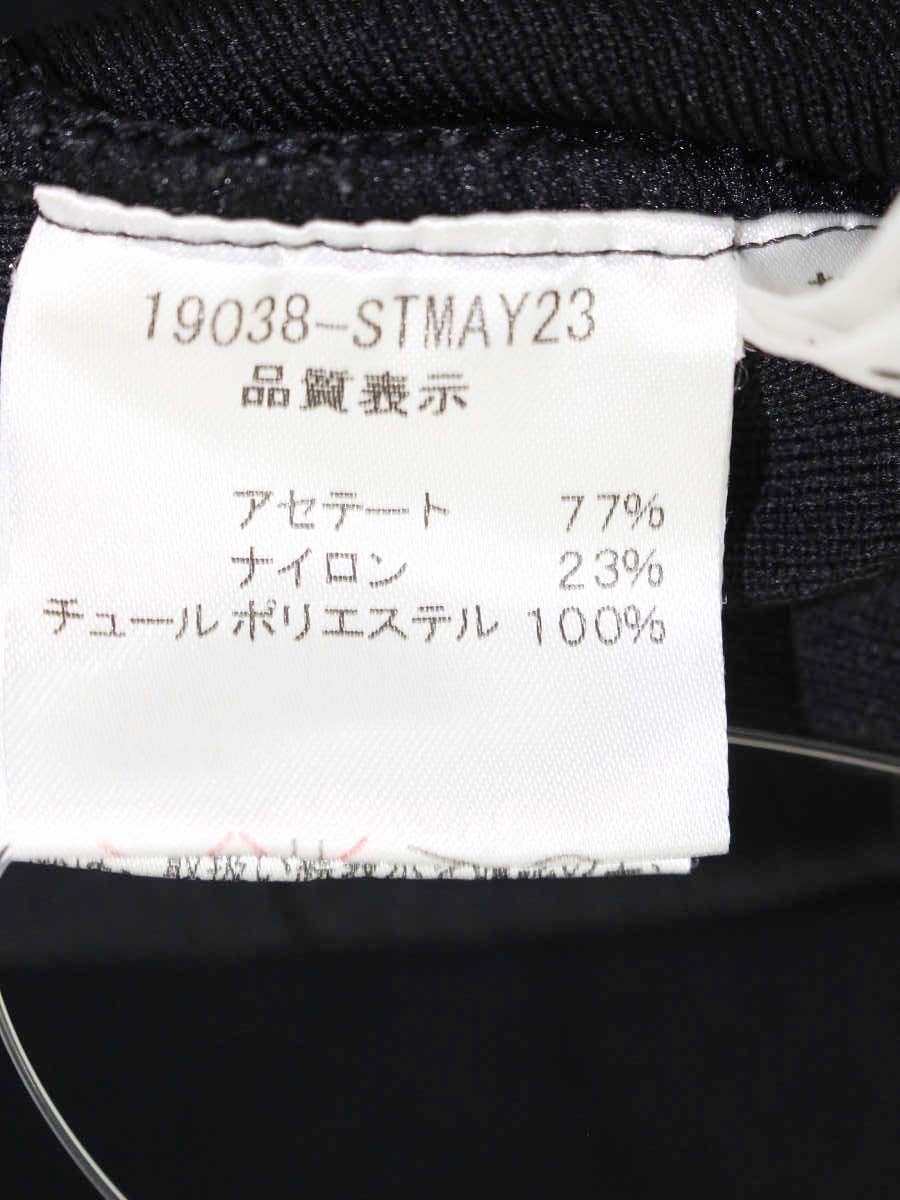 19038-STMAY23
品質表示
アセテート 77%
ナイロン 23%
チュール ポリエステル 100%